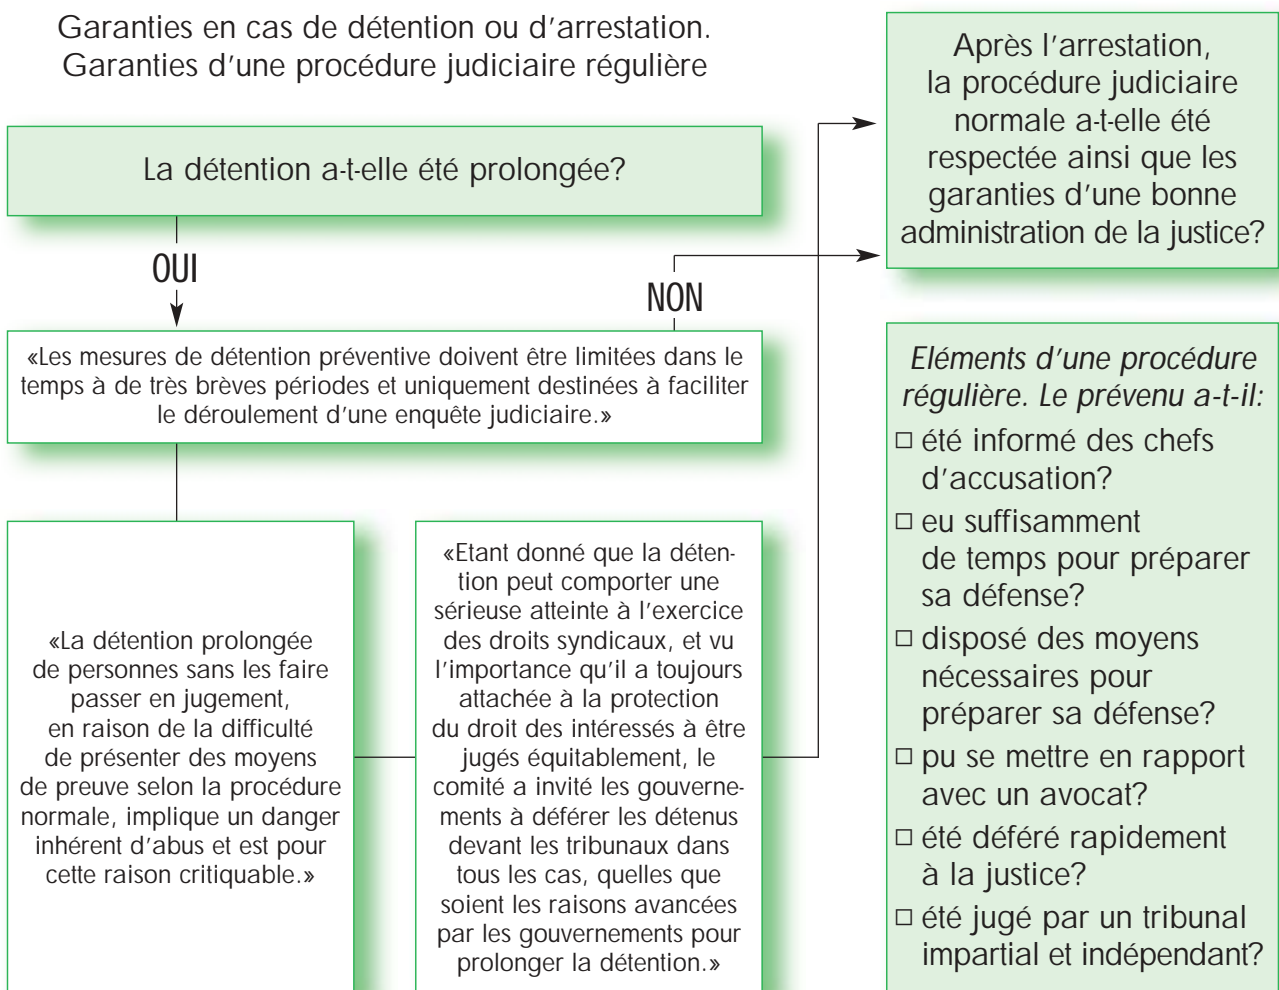 Garanties en cas de détention ou d'arrestation.
Garanties d'une procédure judiciaire régulière
La détention a-t-elle été prolongée?
OUI
NON
«Les mesures de détention préventive doivent être limitées dans le
temps à de très brèves périodes et uniquement destinées à faciliter
le déroulement d'une enquête judiciaire.»
«La détention prolongée
de personnes sans les faire
passer en jugement,
en raison de la difficulté
de présenter des moyens
de preuve selon la procédure
normale, implique un danger
inhérent d'abus et est pour
cette raison critiquable.»
«Etant donné que la déten-
tion peut comporter une
sérieuse atteinte à l'exercice
des droits syndicaux, et vu
l'importance qu'il a toujours
attachée à la protection
du droit des intéressés à être
jugés équitablement, le
comité a invité les gouverne-
ments à déférer les détenus
devant les tribunaux dans
tous les cas, quelles que
soient les raisons avancées
par les gouvernements pour
prolonger la détention.»
Après l'arrestation,
la procédure judiciaire
normale a-t-elle été
respectée ainsi que les
garanties d'une bonne
administration de la justice?
Eléments d'une procédure
régulière. Le prévenu a-t-il:
□ été informé des chefs
d'accusation?
□ eu suffisamment
de temps pour préparer
sa défense?
□ disposé des moyens
nécessaires pour
préparer sa défense?
□ pu se mettre en rapport
avec un avocat?
□ été déféré rapidement
à la justice?
□ été jugé par un tribunal
impartial et indépendant?